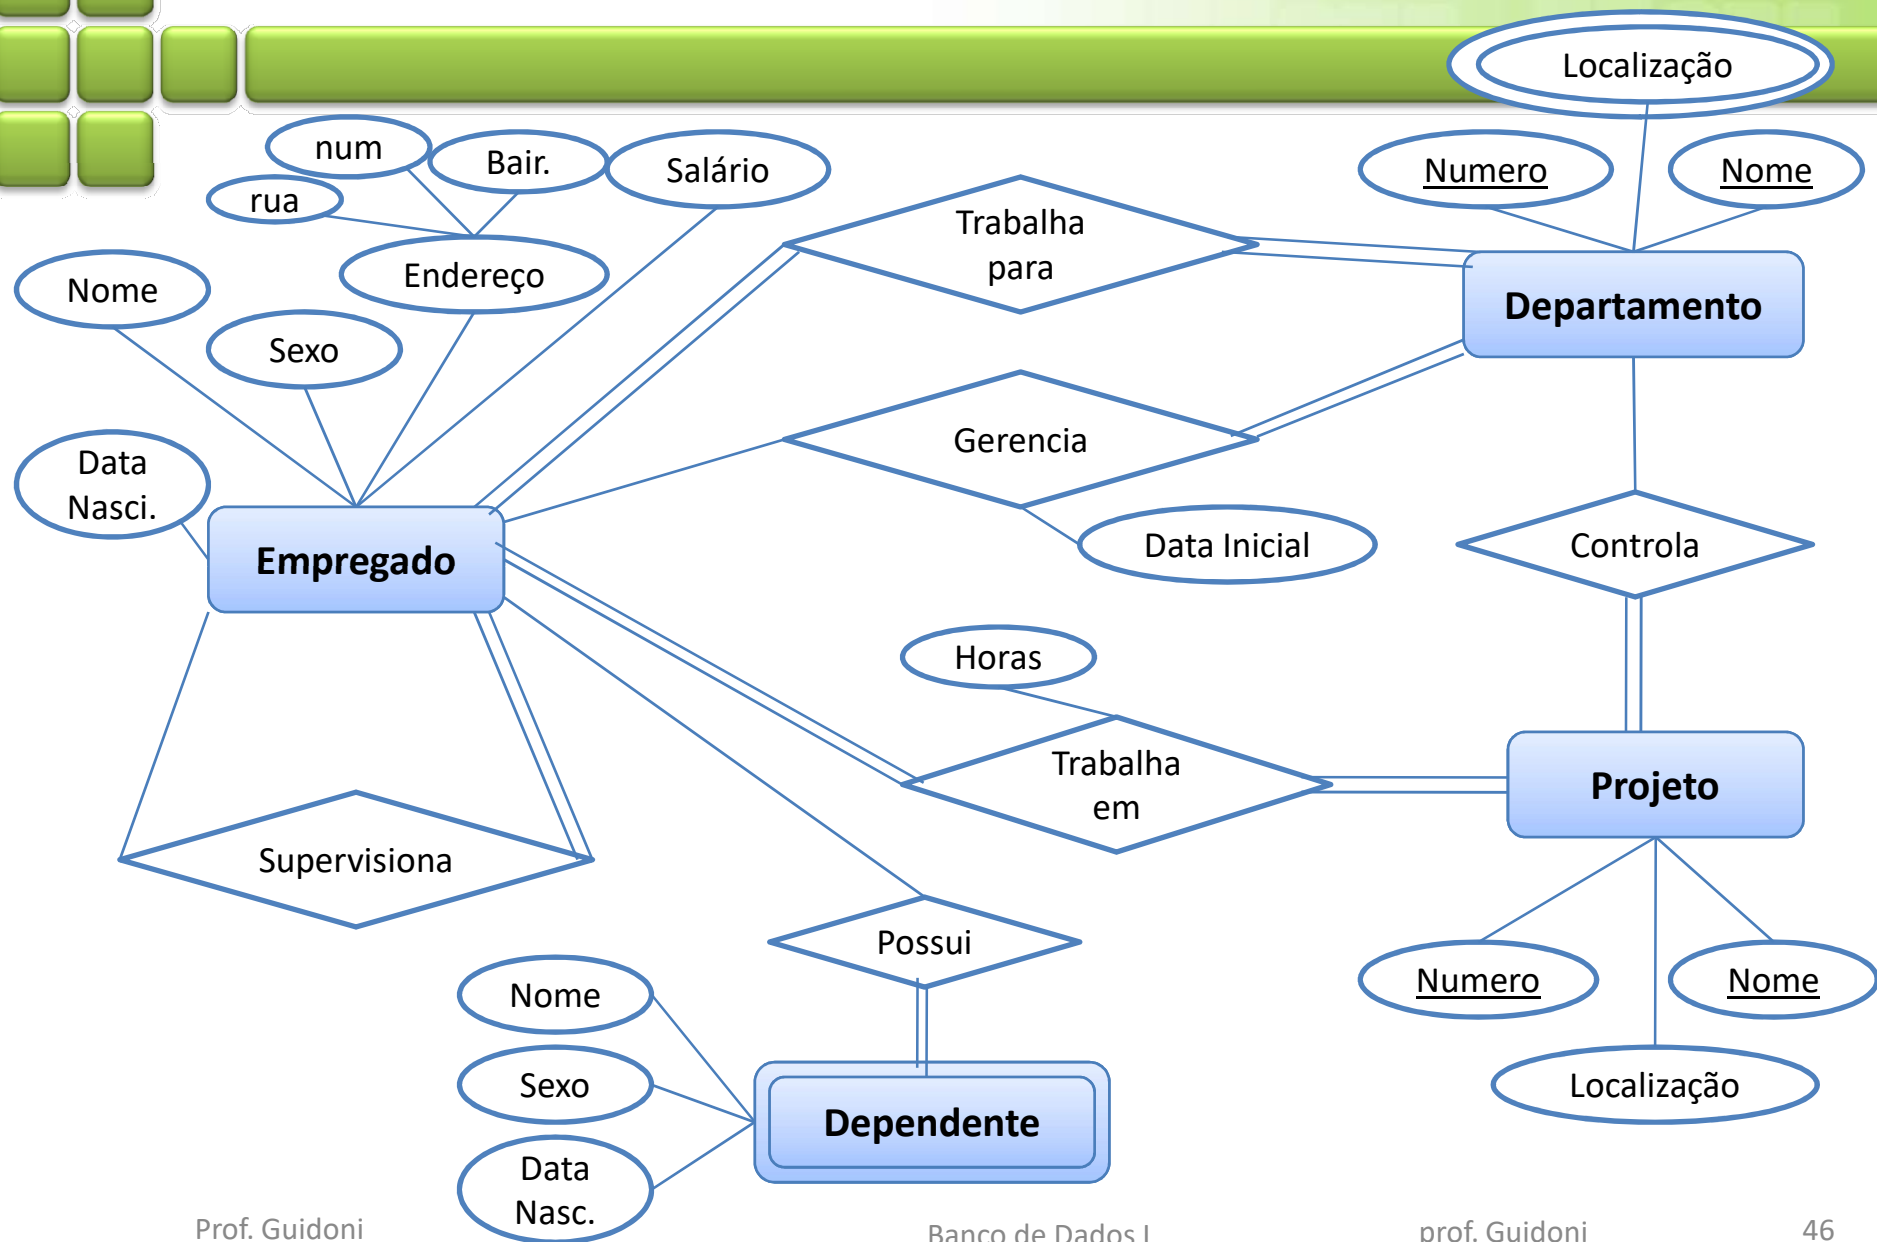 Localização
num
Bair.
Salário
Numero
Nome
rua
Trabalha
para
Endereço
Nome
Departamento
Sexo
Gerencia
Data
Nasci.
Data Inicial
Controla
Empregado
Horas
Trabalha
em
Projeto
Supervisiona
Possui
Numero
Nome
Nome
Sexo
Localização
Dependente
Data
Nasc.
Prof. Guidoni
Banco de Dados I
prof. Guidoni
46